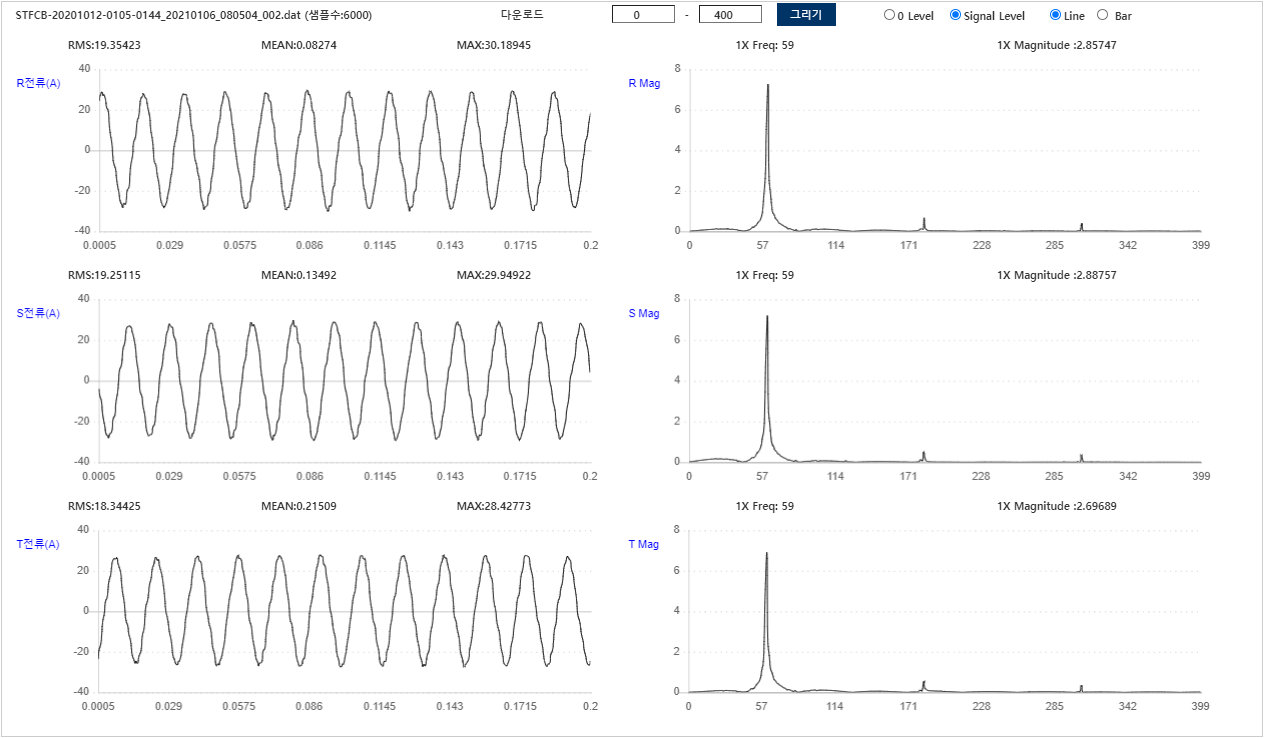 STFCB-20201012-0105-0144_20210106_080504_002.dat (샘플수:6000) 다운로드 0 - 400 그리기 0 Level Signal Level Line Bar
RMS:19.35423 MEAN:0.08274 MAX:30.18945 1X Freq: 59 1X Magnitude :2.85747
R전류(A)
40
20
0
-20
-40
0.0005 0.029 0.0575 0.086 0.1145 0.143 0.1715 0.2
R Mag
8
6
4
2
0
0 57 114 171 228 285 342 399
RMS:19.25115 MEAN:0.13492 MAX:29.94922 1X Freq: 59 1X Magnitude :2.88757
S전류(A)
40
20
0
-20
-40
0.0005 0.029 0.0575 0.086 0.1145 0.143 0.1715 0.2
S Mag
8
6
4
2
0
0 57 114 171 228 285 342 399
RMS:18.34425 MEAN:0.21509 MAX:28.42773 1X Freq: 59 1X Magnitude :2.69689
T전류(A)
40
20
0
-20
-40
0.0005 0.029 0.0575 0.086 0.1145 0.143 0.1715 0.2
T Mag
8
6
4
2
0
0 57 114 171 228 285 342 399